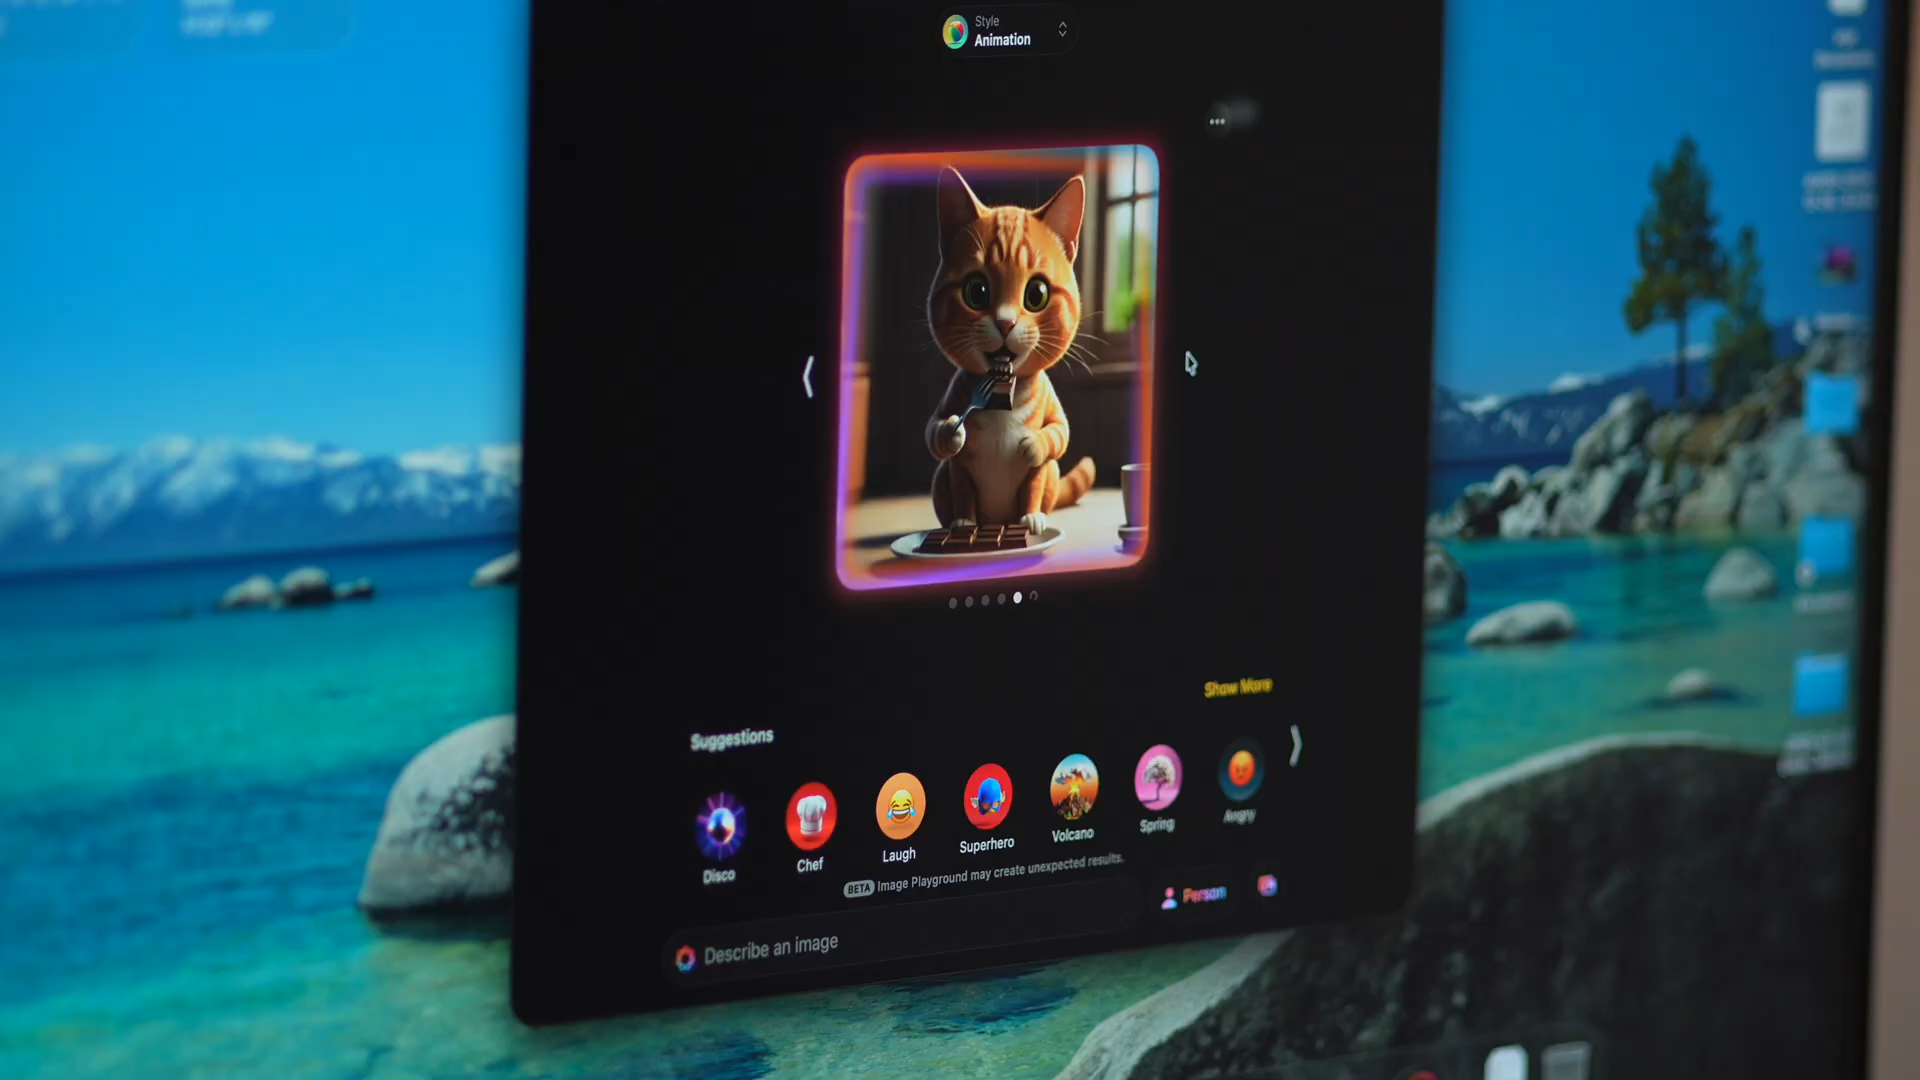 Style
Animation
Show More
Suggestions
Disco
Chef
Laugh
Superhero
Volcano
Spring
Angry
BETA Image Playground may create unexpected results.
Person
Describe an image